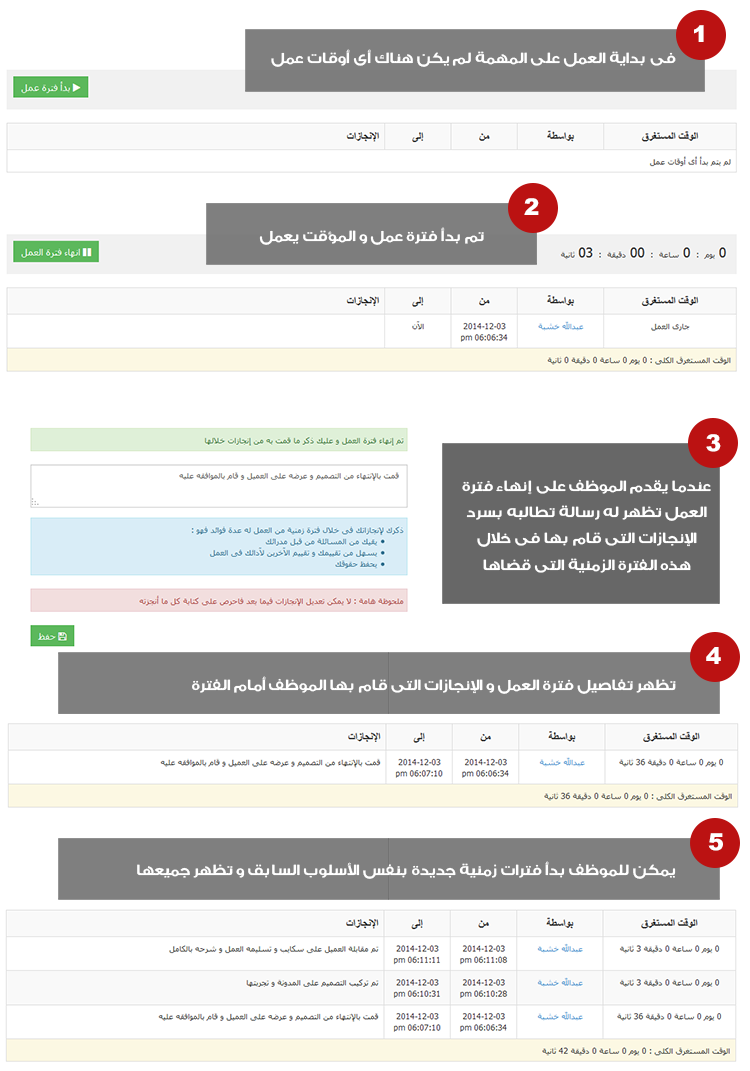 1
فى بداية العمل على المهمة لم يكن هناك أى أوقات عمل
بدأ فترة عمل
الوقت المستغرق بواسطة من إلى الإنجازات
لم يتم بدأ أى أوقات عمل
2
تم بدأ فترة عمل و المؤقت يعمل
0 يوم : 0 ساعة : 00 دقيقة : 03 ثانية
انهاء فترة العمل
الوقت المستغرق بواسطة من إلى الإنجازات
جارى العمل عبدالله خشبة 2014-12-03 الأن
06:06:34 pm
الوقت المستغرق الكلى : 0 يوم 0 ساعة 0 دقيقة 0 ثانية
3
عندما يقدم الموظف على إنهاء فترة
العمل تظهر له رسالة تطالبه بسرد
الإنجازات التى قام بها فى خلال
هذه الفترة الزمنية التى قضاها
تم إنهاء فترة العمل و عليك ذكر ما قمت به من إنجازات خلالها
قمت بالإنتهاء من التصميم و عرضه على العميل و قام بالموافقه عليه
ذكرك لإنجازاتك فى خلال فترة زمنية من العمل له عدة فوائد فهو :
• يقيك من المسائلة من قبل مدرائك
• يسهل من تقييمك و تقييم الأخرين لأدائك فى العمل
• يحفظ حقوقك
ملحوظة هامة : لا يمكن تعديل الإنجازات فيما بعد فاحرص على كتابة كل ما أنجزته
حفظ
4
تظهر تفاصيل فترة العمل و الإنجازات التى قام بها الموظف أمام الفترة
الوقت المستغرق بواسطة من إلى الإنجازات
0 يوم 0 ساعة 0 دقيقة 36 ثانية عبدالله خشبة 2014-12-03 2014-12-03 قمت بالإنتهاء من التصميم و عرضه على العميل و قام بالموافقه عليه
06:06:34 pm 06:07:10 pm
الوقت المستغرق الكلى : 0 يوم 0 ساعة 0 دقيقة 36 ثانية
5
يمكن للموظف بدأ فترات زمنية جديدة بنفس الأسلوب السابق و تظهر جميعها
الوقت المستغرق بواسطة من إلى الإنجازات
0 يوم 0 ساعة 0 دقيقة 3 ثانية عبدالله خشبة 2014-12-03 2014-12-03 تم مقابلة العميل على سكايب و تسليمه العمل و شرحه بالكامل
06:11:08 pm 06:11:11 pm
0 يوم 0 ساعة 0 دقيقة 3 ثانية عبدالله خشبة 2014-12-03 2014-12-03 تم تركيب التصميم على المدونة و تجربتها
06:10:28 pm 06:10:31 pm
0 يوم 0 ساعة 0 دقيقة 36 ثانية عبدالله خشبة 2014-12-03 2014-12-03 قمت بالإنتهاء من التصميم و عرضه على العميل و قام بالموافقه عليه
06:06:34 pm 06:07:10 pm
الوقت المستغرق الكلى : 0 يوم 0 ساعة 0 دقيقة 42 ثانية